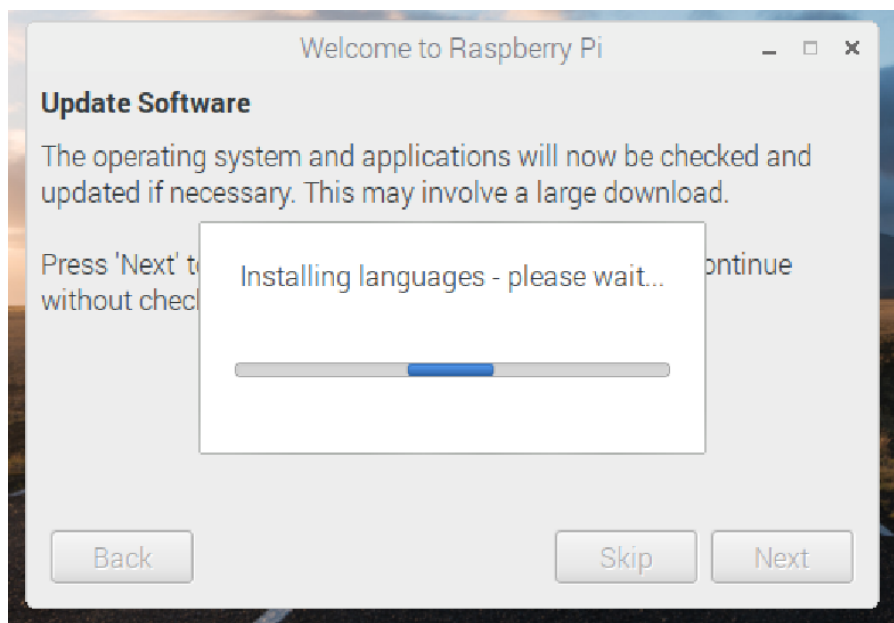 Welcome to Raspberry Pi
Update Software
The operating system and applications will now be checked and
updated if necessary. This may involve a large download.
Press 'Next' t
ontinue
without chec
Installing languages - please wait...
Back
Skip
Next